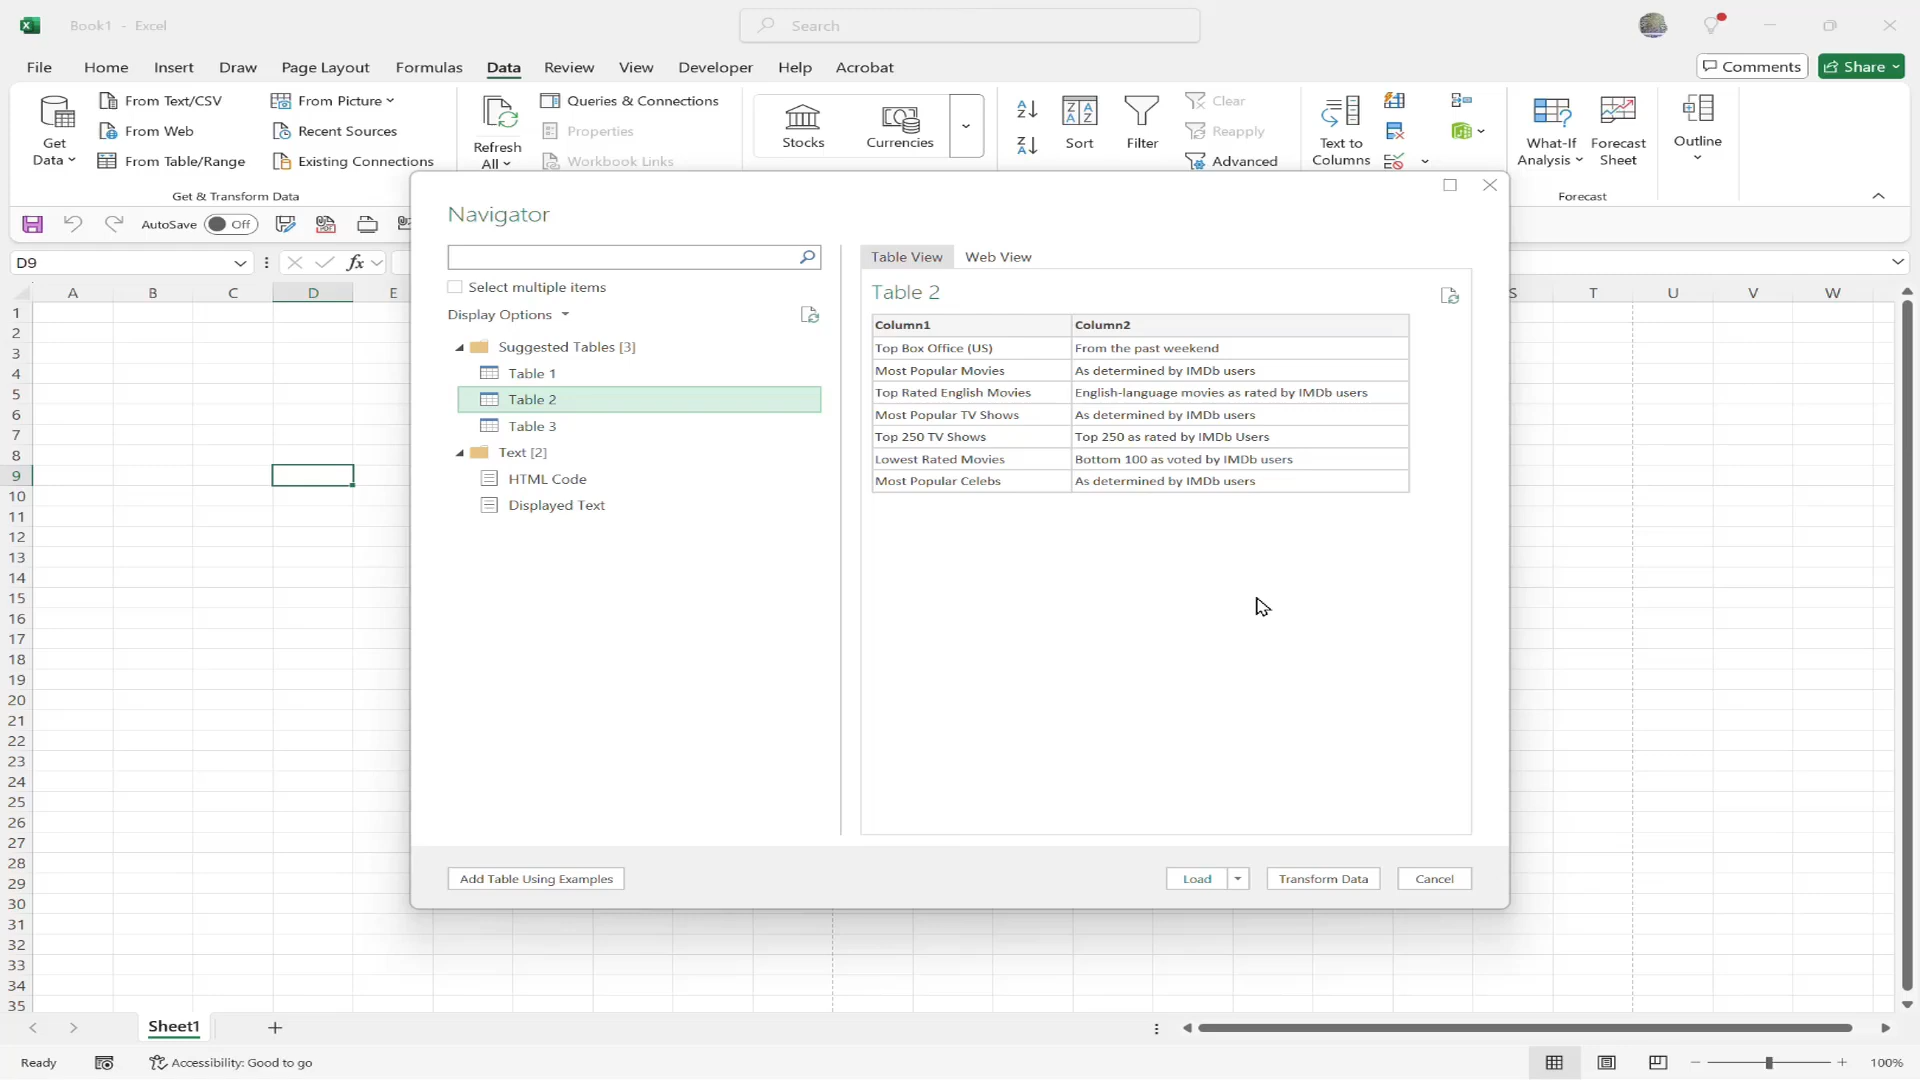 Book1 - Excel
Search
File Home Insert Draw Page Layout Formulas Data Review View Developer Help Acrobat
Comments Share
Get Data
From Text/CSV
From Web
From Table/Range
From Picture
Recent Sources
Existing Connections
Get & Transform Data
Refresh All
Queries & Connections
Properties
Workbook Links
Stocks
Currencies
Sort
Filter
Clear
Reapply
Advanced
Text to Columns
What-If Analysis
Forecast Sheet
Forecast
Outline
AutoSave Off
D9
fx
A B C D E S T U V W
1
2
3
4
5
6
7
8
9
10
11
12
13
14
15
16
17
18
19
20
21
22
23
24
25
26
27
28
29
30
31
32
33
34
35
Navigator
Select multiple items
Display Options
Suggested Tables [3]
Table 1
Table 2
Table 3
Text [2]
HTML Code
Displayed Text
Table View Web View
Table 2
Column1 Column2
Top Box Office (US) From the past weekend
Most Popular Movies As determined by IMDb users
Top Rated English Movies English-language movies as rated by IMDb users
Most Popular TV Shows As determined by IMDb users
Top 250 TV Shows Top 250 as rated by IMDb Users
Lowest Rated Movies Bottom 100 as voted by IMDb users
Most Popular Celebs As determined by IMDb users
Add Table Using Examples
Load Transform Data Cancel
Sheet1
Ready Accessibility: Good to go 100%